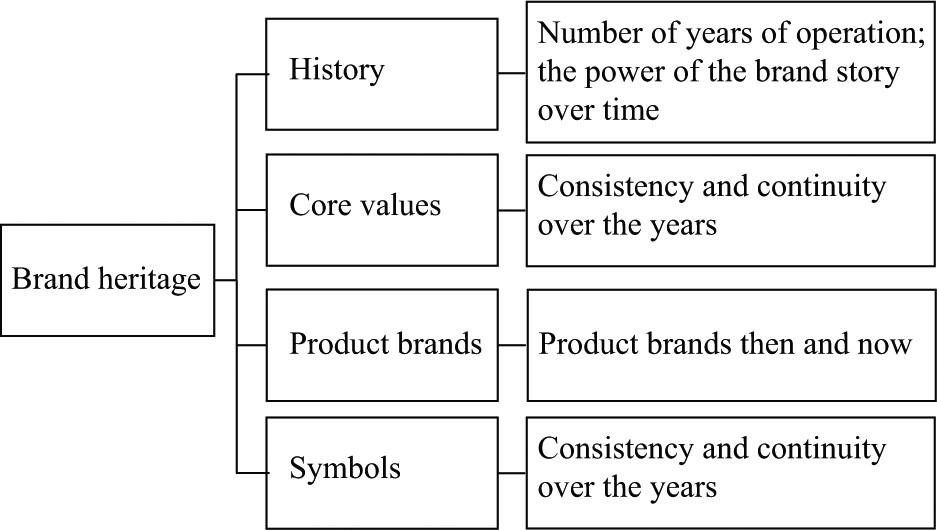 Brand heritage
History
Number of years of operation;
the power of the brand story
over time
Core values
Consistency and continuity
over the years
Product brands
Product brands then and now
Symbols
Consistency and continuity
over the years